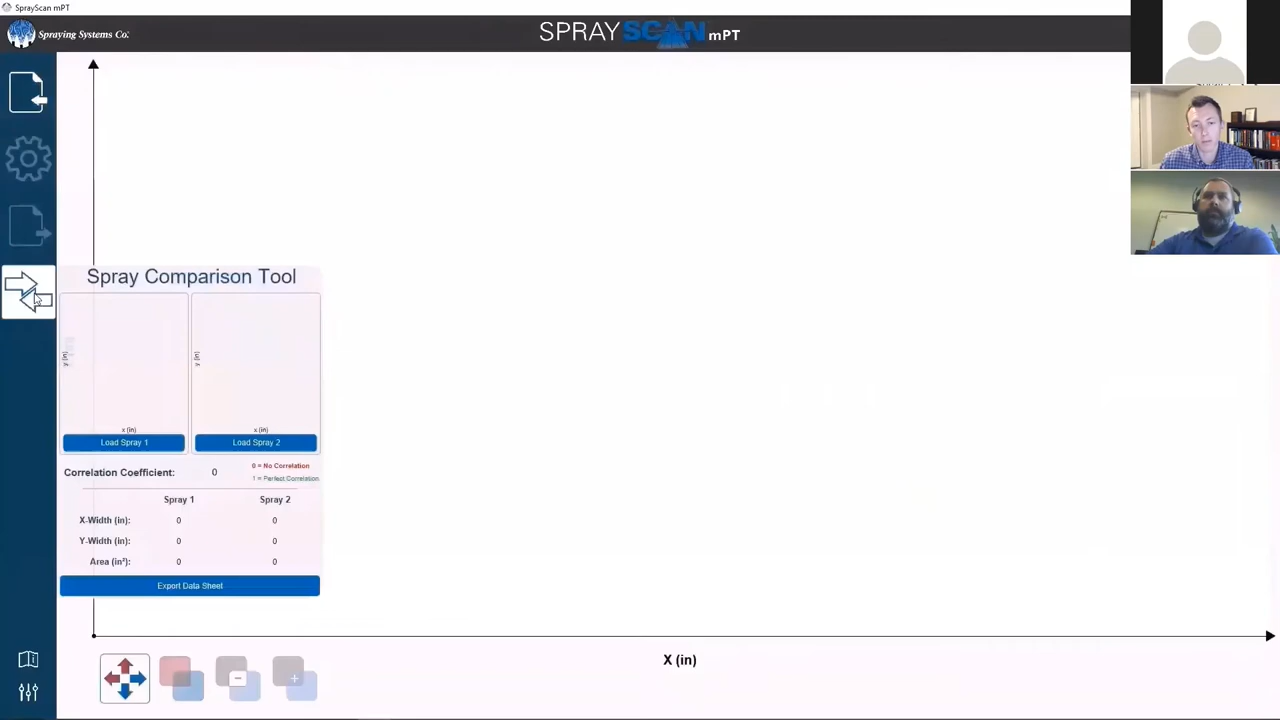 SprayScan mPT
Spraying Systems Co.
SPRAYSCAN mPT
Spray Comparison Tool
y (in)
y (in)
x (in)
x (in)
Load Spray 1
Load Spray 2
Correlation Coefficient: 0
0 = No Correlation
1 = Perfect Correlation
Spray 1 Spray 2
X-Width (in): 0 0
Y-Width (in): 0 0
Area (in²): 0 0
Export Data Sheet
X (in)